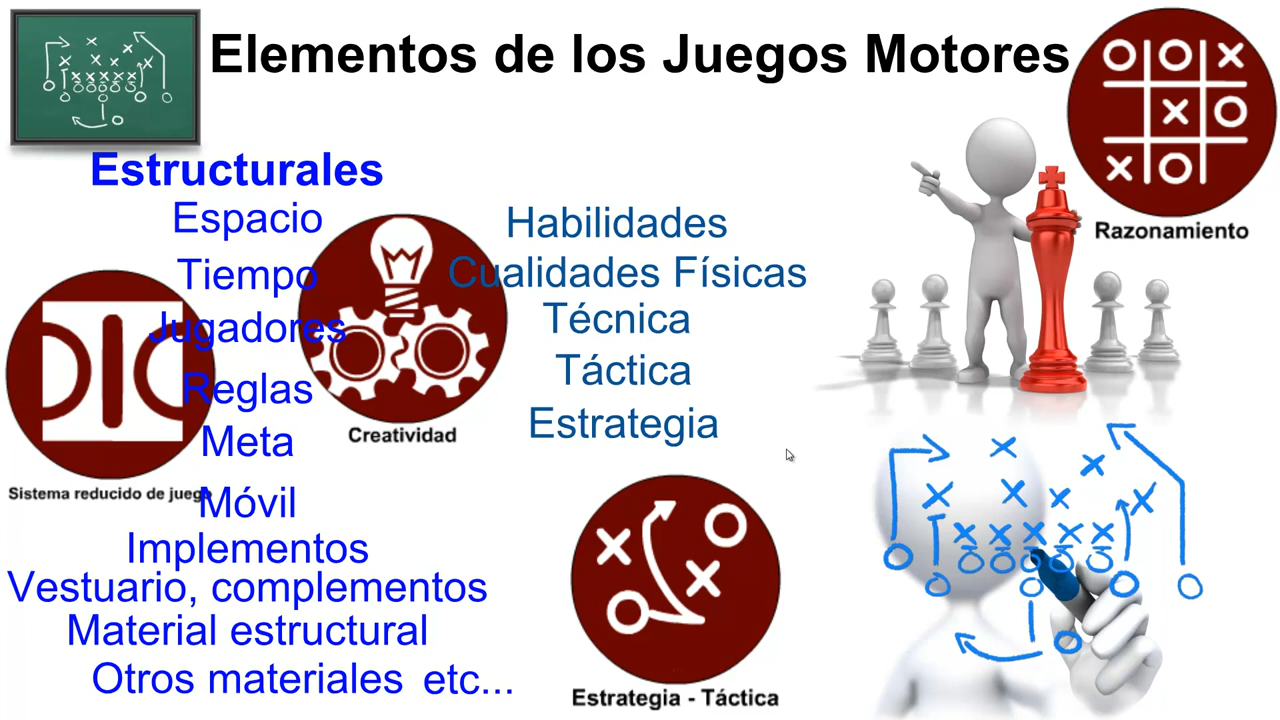 Elementos de los Juegos Motores
Estructurales
Espacio
Tiempo
Jugadores
Reglas
Meta
Móvil
Implementos
Vestuario, complementos
Material estructural
Otros materiales etc...
Habilidades
Cualidades Físicas
Técnica
Táctica
Estrategia
Razonamiento
Creatividad
Sistema reducido de juego
Estrategia - Táctica